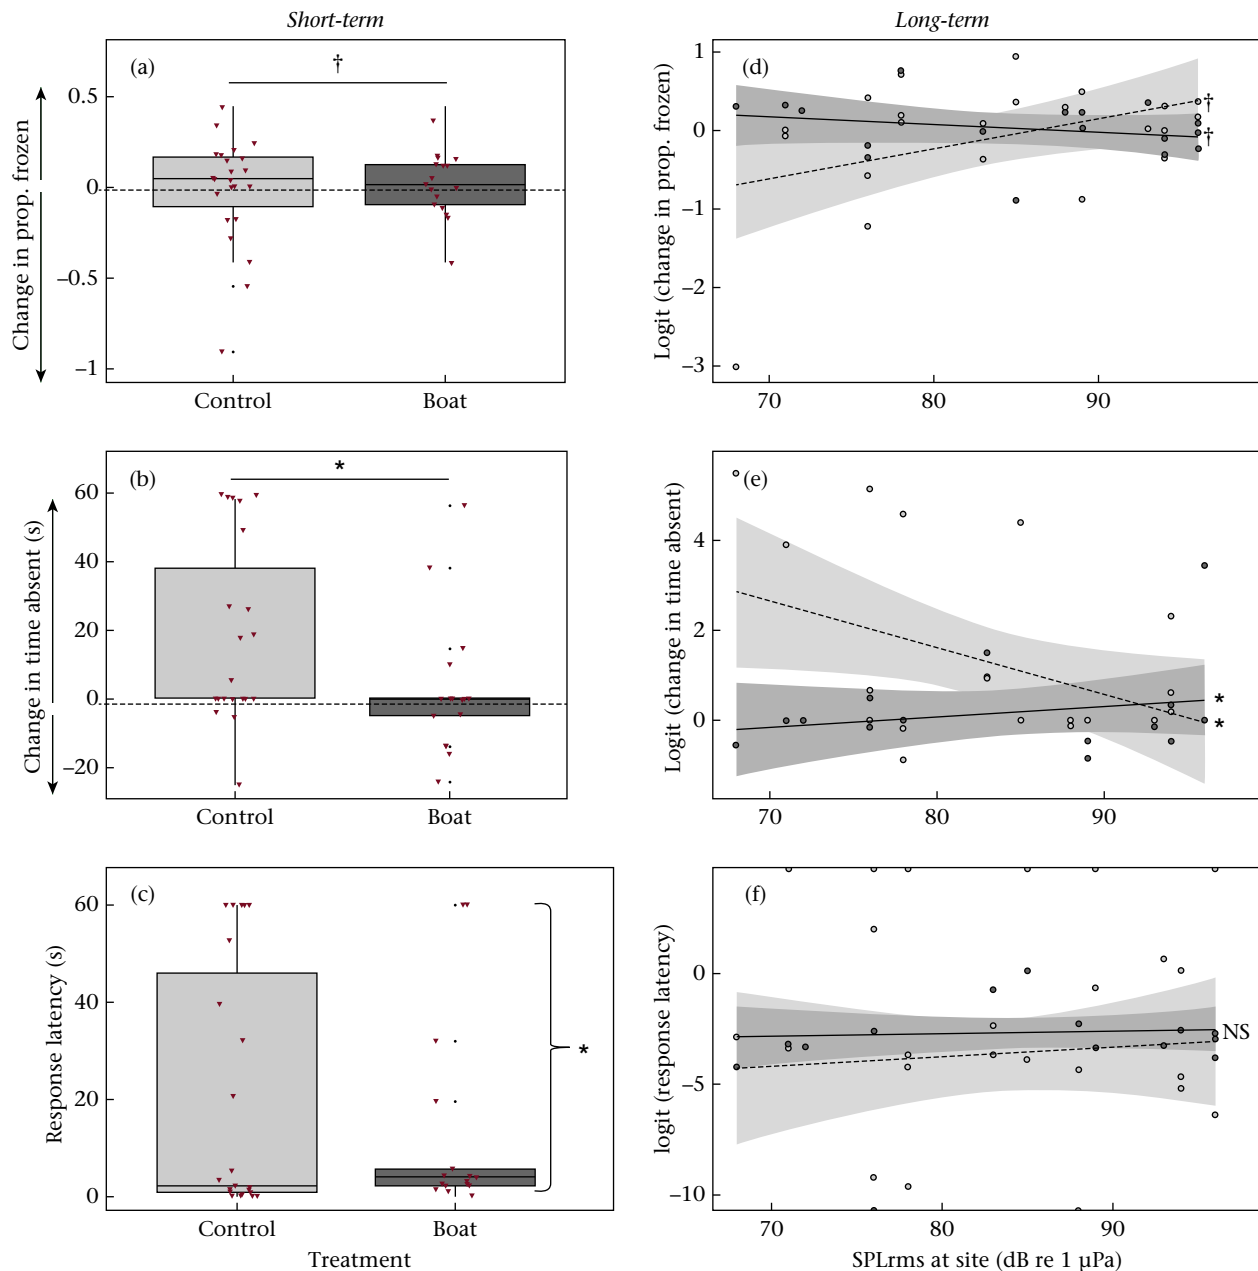 Short-term
Long-term
(a)
†
Change in prop. frozen
0.5
0
–0.5
–1
Control
Boat
(d)
†
†
Logit (change in prop. frozen)
1
0
–1
–2
–3
70
80
90
(b)
*
Change in time absent (s)
60
40
20
0
–20
Control
Boat
(e)
*
*
Logit (change in time absent)
4
2
0
70
80
90
(c)
*
Response latency (s)
60
40
20
0
Control
Boat
Treatment
(f)
NS
logit (response latency)
0
–5
–10
70
80
90
SPLrms at site (dB re 1 µPa)